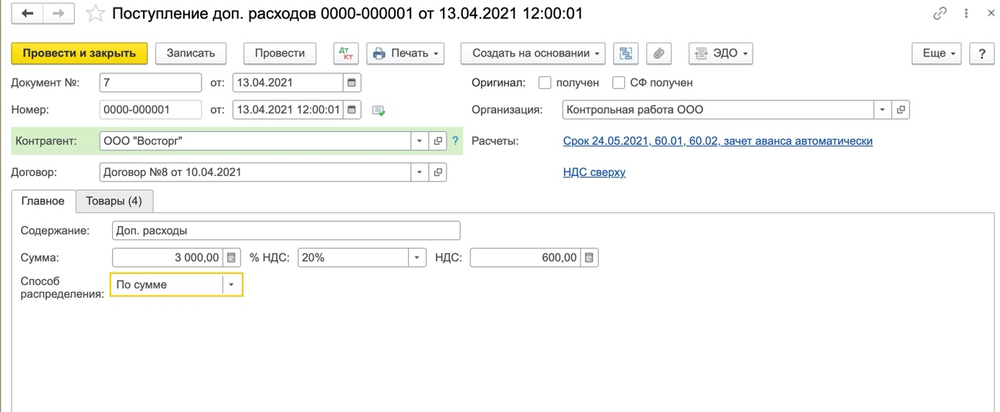 Поступление доп. расходов 0000-000001 от 13.04.2021 12:00:01
Провести и закрыть Записать Провести Дт Кт Печать Создать на основании ЭДО Еще ?
Документ №: 7 от: 13.04.2021 Оригинал: получен СФ получен
Номер: 0000-000001 от: 13.04.2021 12:00:01 Организация: Контрольная работа ООО
Контрагент: ООО "Восторг" ? Расчеты: Срок 24.05.2021, 60.01, 60.02, зачет аванса автоматически
Договор: Договор №8 от 10.04.2021 НДС сверху
Главное Товары (4)
Содержание: Доп. расходы
Сумма: 3 000,00 % НДС: 20% НДС: 600,00
Способ
распределения: По сумме